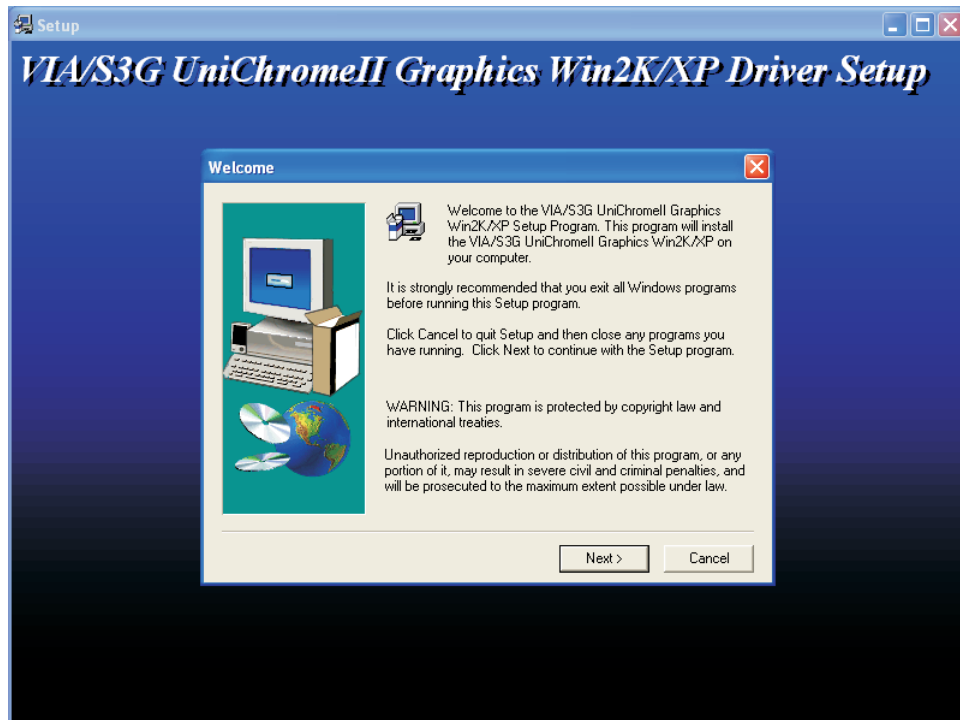 Setup
VIA/S3G UniChromeII Graphics Win2K/XP Driver Setup
Welcome
Welcome to the VIA/S3G UniChromeII Graphics
Win2K/XP Setup Program. This program will install
the VIA/S3G UniChromeII Graphics Win2K/XP on
your computer.
It is strongly recommended that you exit all Windows programs
before running this Setup program.
Click Cancel to quit Setup and then close any programs you
have running. Click Next to continue with the Setup program.
WARNING: This program is protected by copyright law and
international treaties.
Unauthorized reproduction or distribution of this program, or any
portion of it, may result in severe civil and criminal penalties, and
will be prosecuted to the maximum extent possible under law.
Next >
Cancel